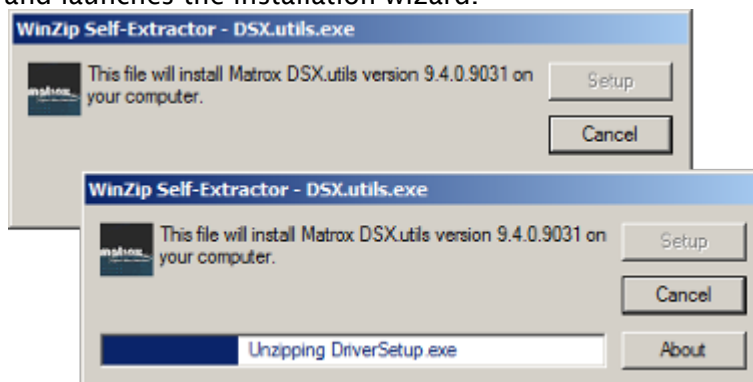 and launches the installation wizard.
WinZip Self-Extractor - DSX.utils.exe
This file will install Matrox DSX.utils version 9.4.0.9031 on
your computer.
Setup
Cancel
WinZip Self-Extractor - DSX.utils.exe
This file will install Matrox DSX.utils version 9.4.0.9031 on
your computer.
Setup
Cancel
Unzipping DriverSetup.exe
About
matrox
matrox